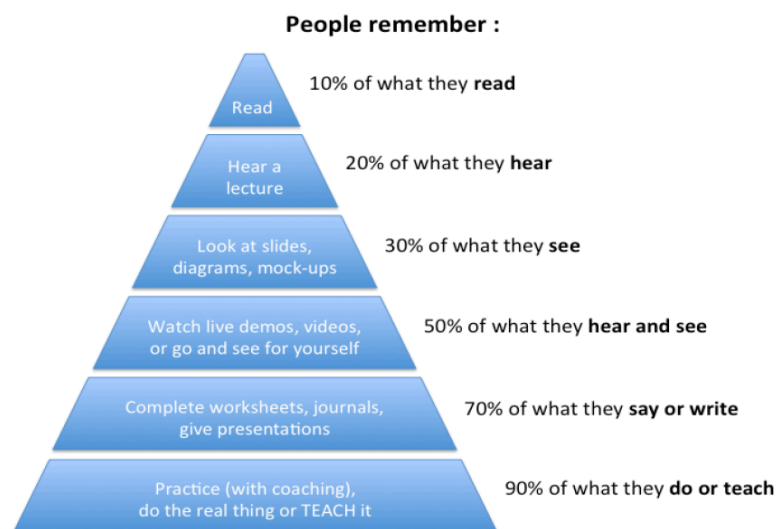 People remember :
Read
10% of what they read
Hear a
lecture
20% of what they hear
Look at slides,
diagrams, mock-ups
30% of what they see
Watch live demos, videos,
or go and see for yourself
50% of what they hear and see
Complete worksheets, journals,
give presentations
70% of what they say or write
Practice (with coaching),
do the real thing or TEACH it
90% of what they do or teach